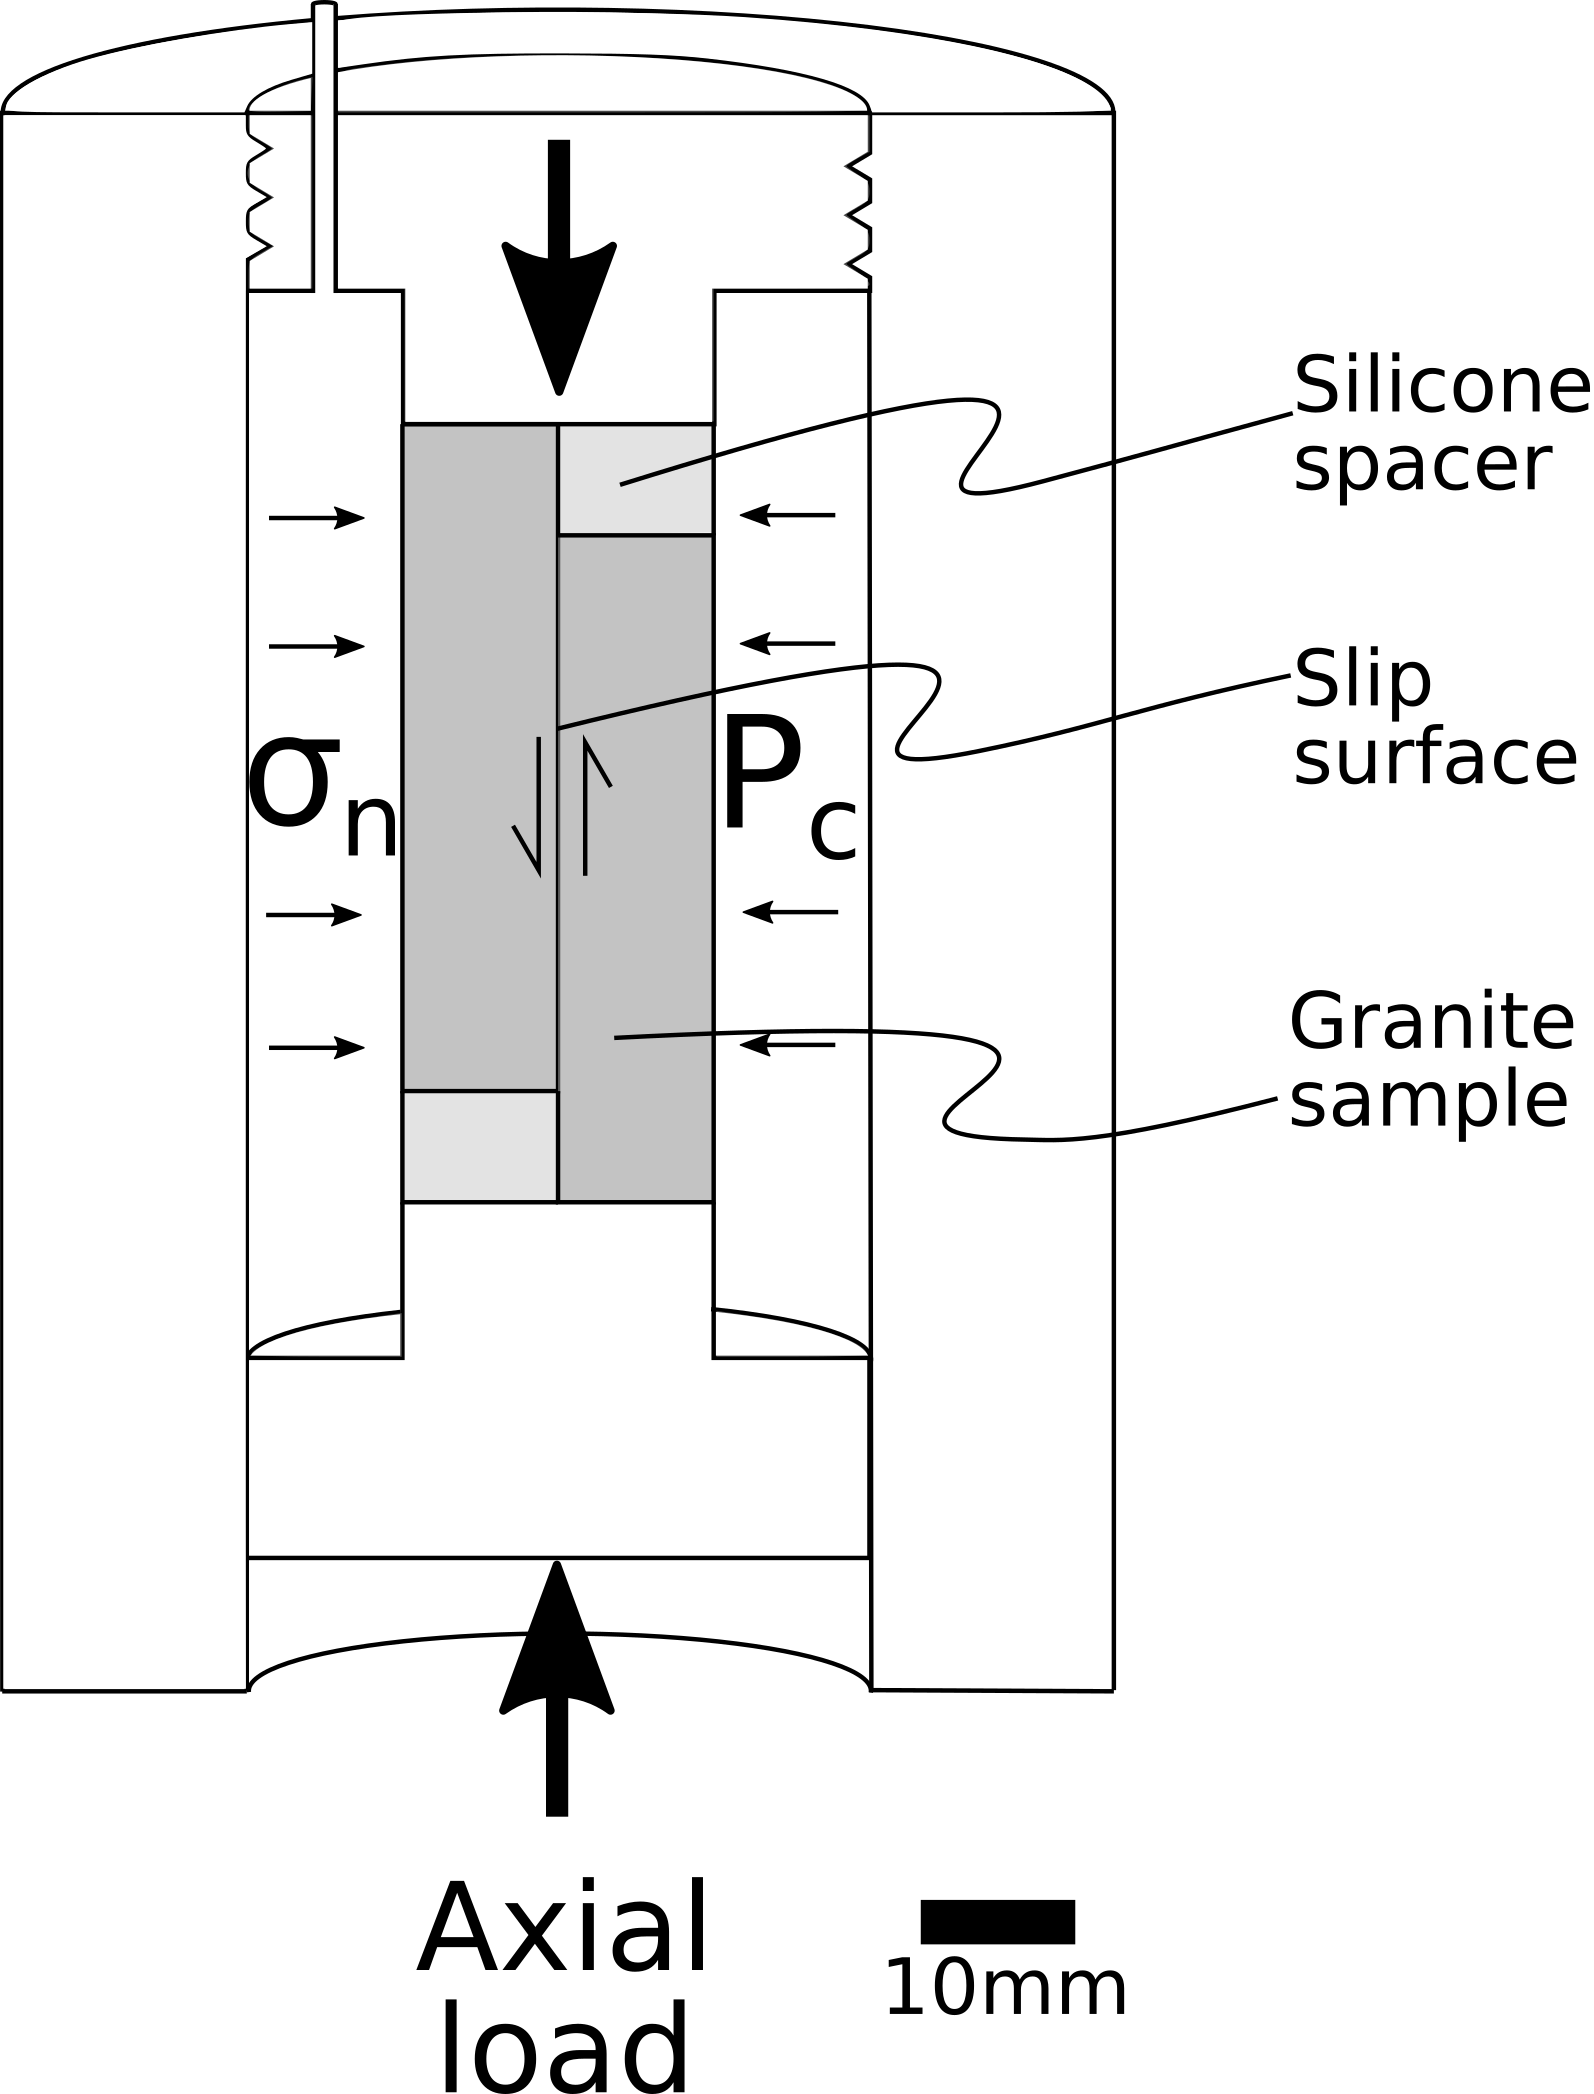 Silicone
spacer
Slip
surface
σn
Pc
Granite
sample
Axial
load
10mm